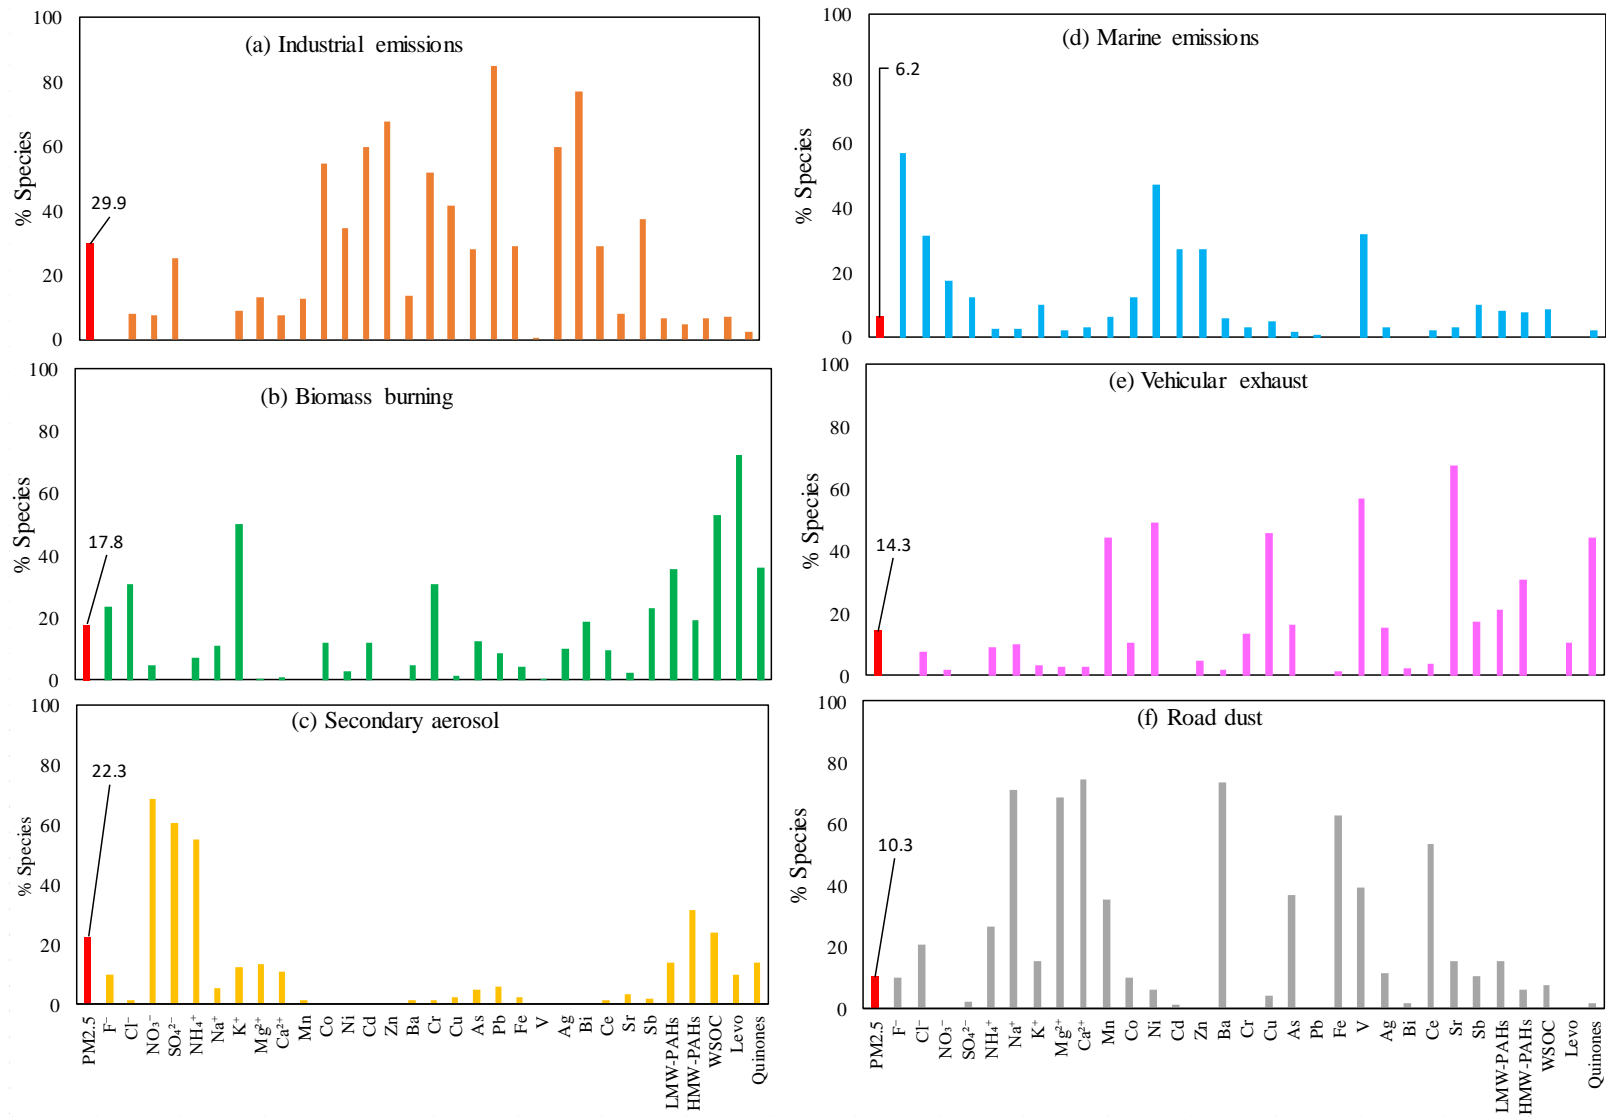 (a) Industrial emissions
% Species
100
80
60
40
20
0
29.9
(b) Biomass burning
% Species
100
80
60
40
20
0
17.8
(c) Secondary aerosol
% Species
100
80
60
40
20
0
22.3
PM2.5
F⁻
Cl⁻
NO₃⁻
SO₄²⁻
NH₄⁺
Na⁺
K⁺
Mg²⁺
Ca²⁺
Mn
Co
Ni
Cd
Zn
Ba
Cr
Cu
As
Pb
Fe
V
Ag
Bi
Ce
Sr
Sb
LMW-PAHs
HMW-PAHs
WSOC
Levo
Quinones
(d) Marine emissions
% Species
100
80
60
40
20
0
6.2
(e) Vehicular exhaust
% Species
100
80
60
40
20
0
14.3
(f) Road dust
% Species
100
80
60
40
20
0
10.3
PM2.5
F⁻
Cl⁻
NO₃⁻
SO₄²⁻
NH₄⁺
Na⁺
K⁺
Mg²⁺
Ca²⁺
Mn
Co
Ni
Cd
Zn
Ba
Cr
Cu
As
Pb
Fe
V
Ag
Bi
Ce
Sr
Sb
LMW-PAHs
HMW-PAHs
WSOC
Levo
Quinones